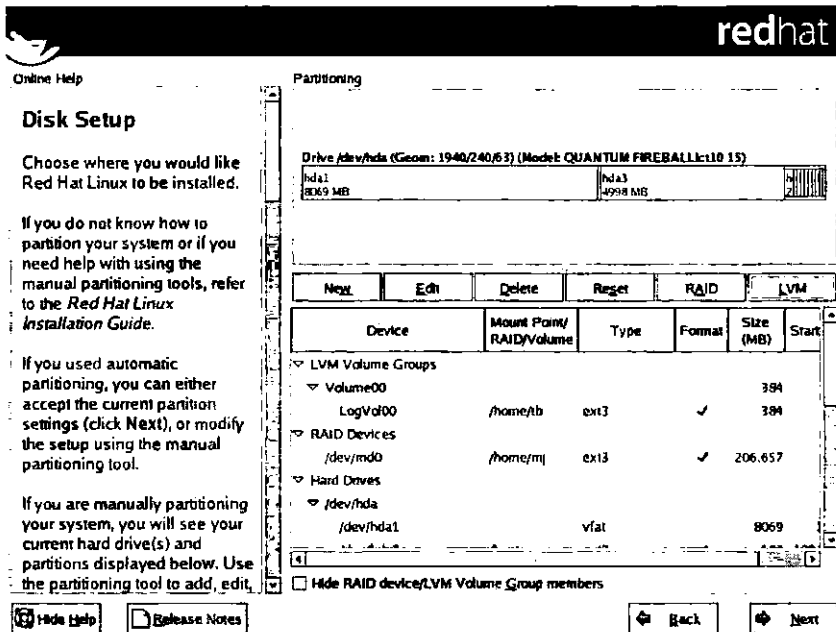 redhat
Online Help
Disk Setup
Choose where you would like
Red Hat Linux to be installed.
If you do not know how to
partition your system or if you
need help with using the
manual partitioning tools, refer
to the Red Hat Linux
Installation Guide.
If you used automatic
partitioning, you can either
accept the current partition
settings (click Next), or modify
the setup using the manual
partitioning tool.
If you are manually partitioning
your system, you will see your
current hard drive(s) and
partitions displayed below. Use
the partitioning tool to add, edit,
Partitioning
Drive /dev/hda (Geom: 1940/240/63) (Model: QUANTUM FIREBALLlct10 15)
hda1
8069 MB
hda3
4998 MB
New Edit Delete Reset RAID LVM
Device Mount Point/ RAID/Volume Type Format Size (MB) Start
LVM Volume Groups
Volume00 384
LogVol00 /home/tb ext3 ✓ 384
RAID Devices
/dev/md0 /home/mj ext3 ✓ 206.657
Hard Drives
/dev/hda
/dev/hda1 vfat 8069
Hide RAID device/LVM Volume Group members
Hide Help Release Notes Back Next